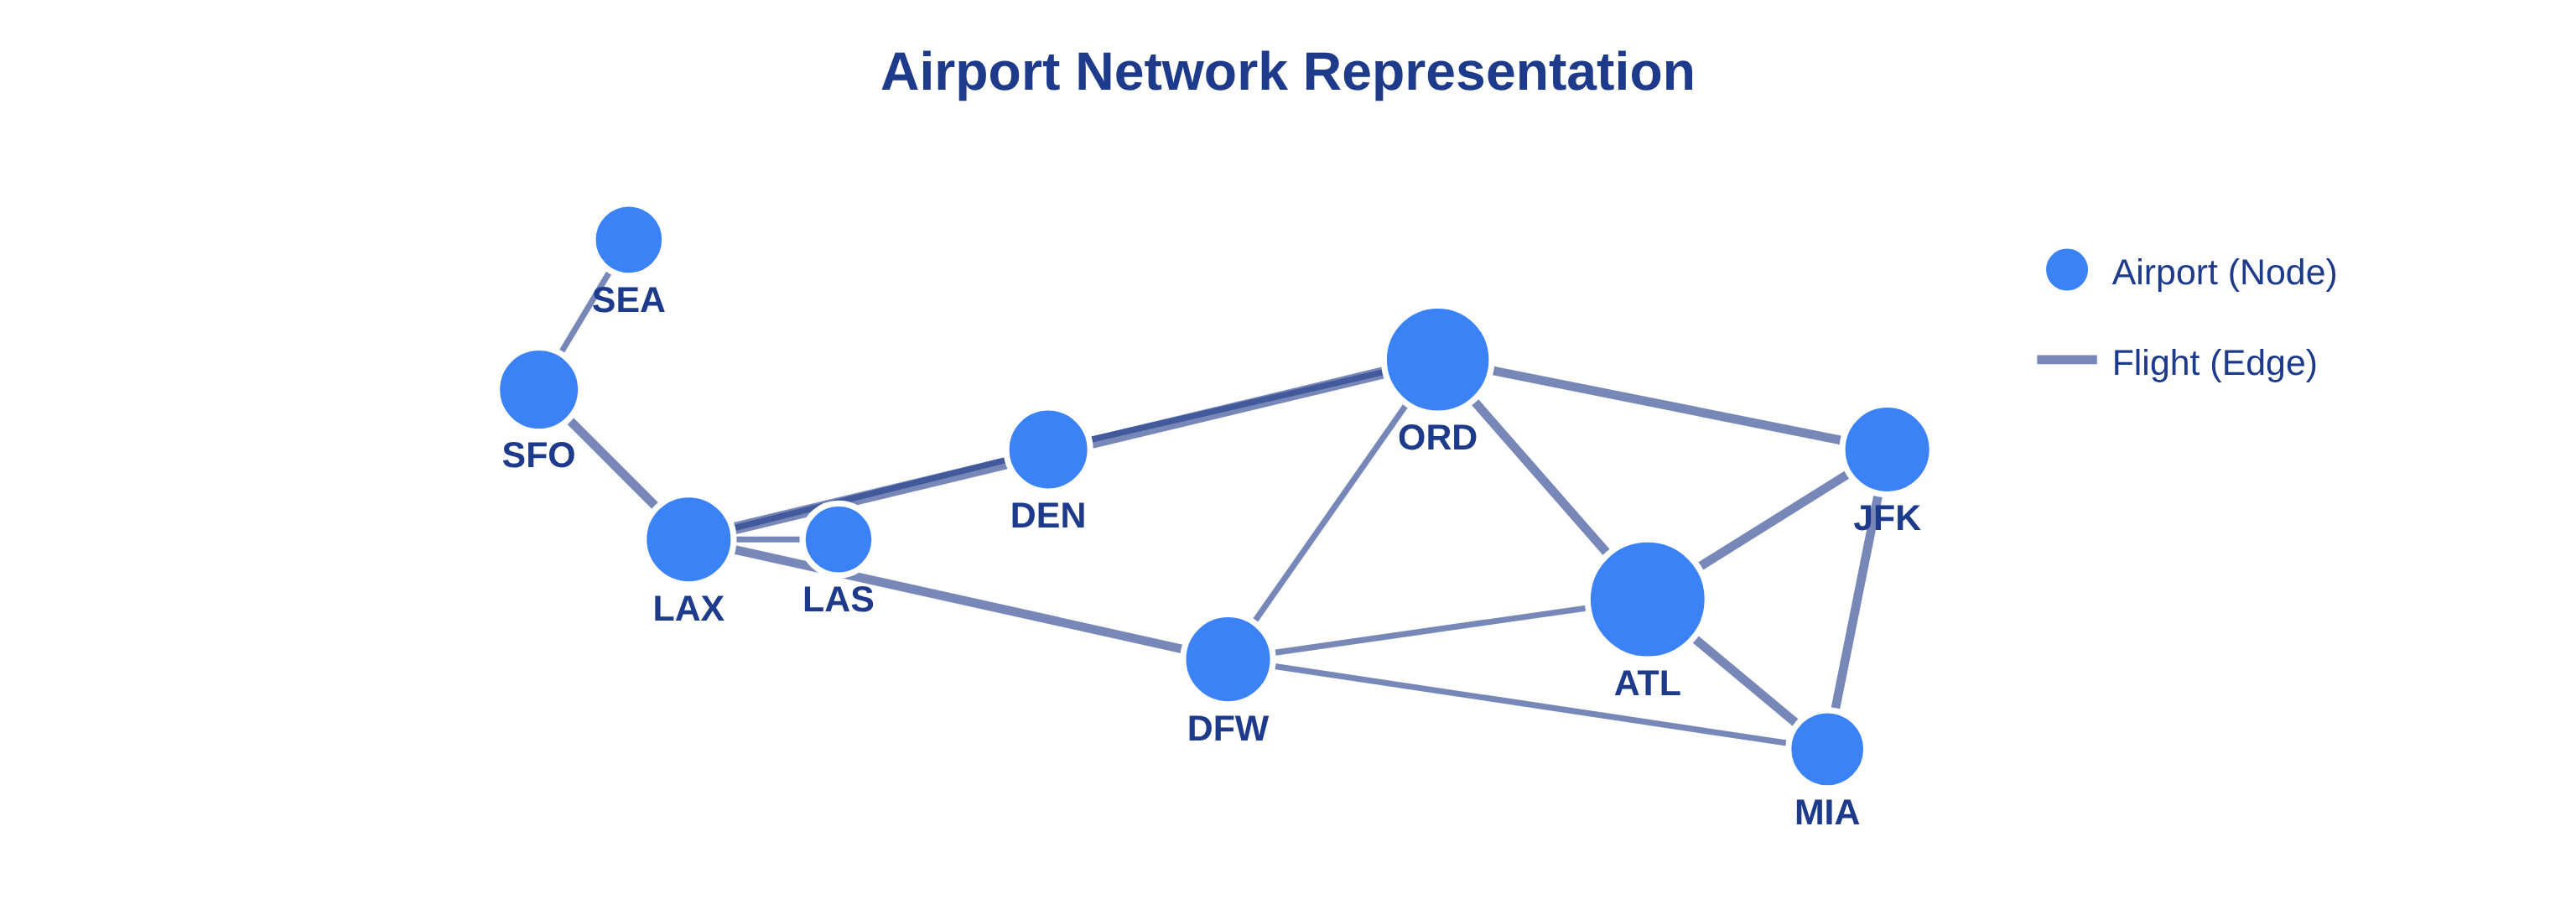 Airport Network Representation
SEA
Airport (Node)
Flight (Edge)
SFO
ORD
DEN
JFK
LAX
LAS
ATL
DFW
MIA